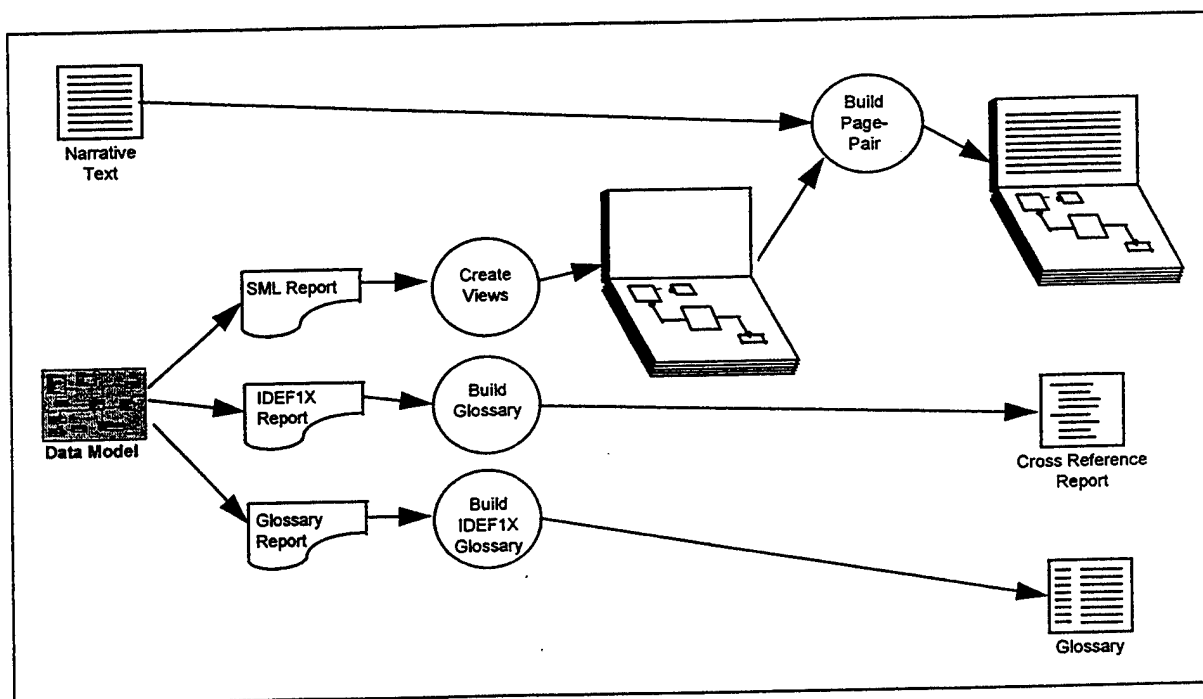 Narrative
Text
Build
Page-
Pair
SML Report
Create
Views
Data Model
IDEF1X
Report
Build
Glossary
Cross Reference
Report
Glossary
Report
Build
IDEF1X
Glossary
Glossary